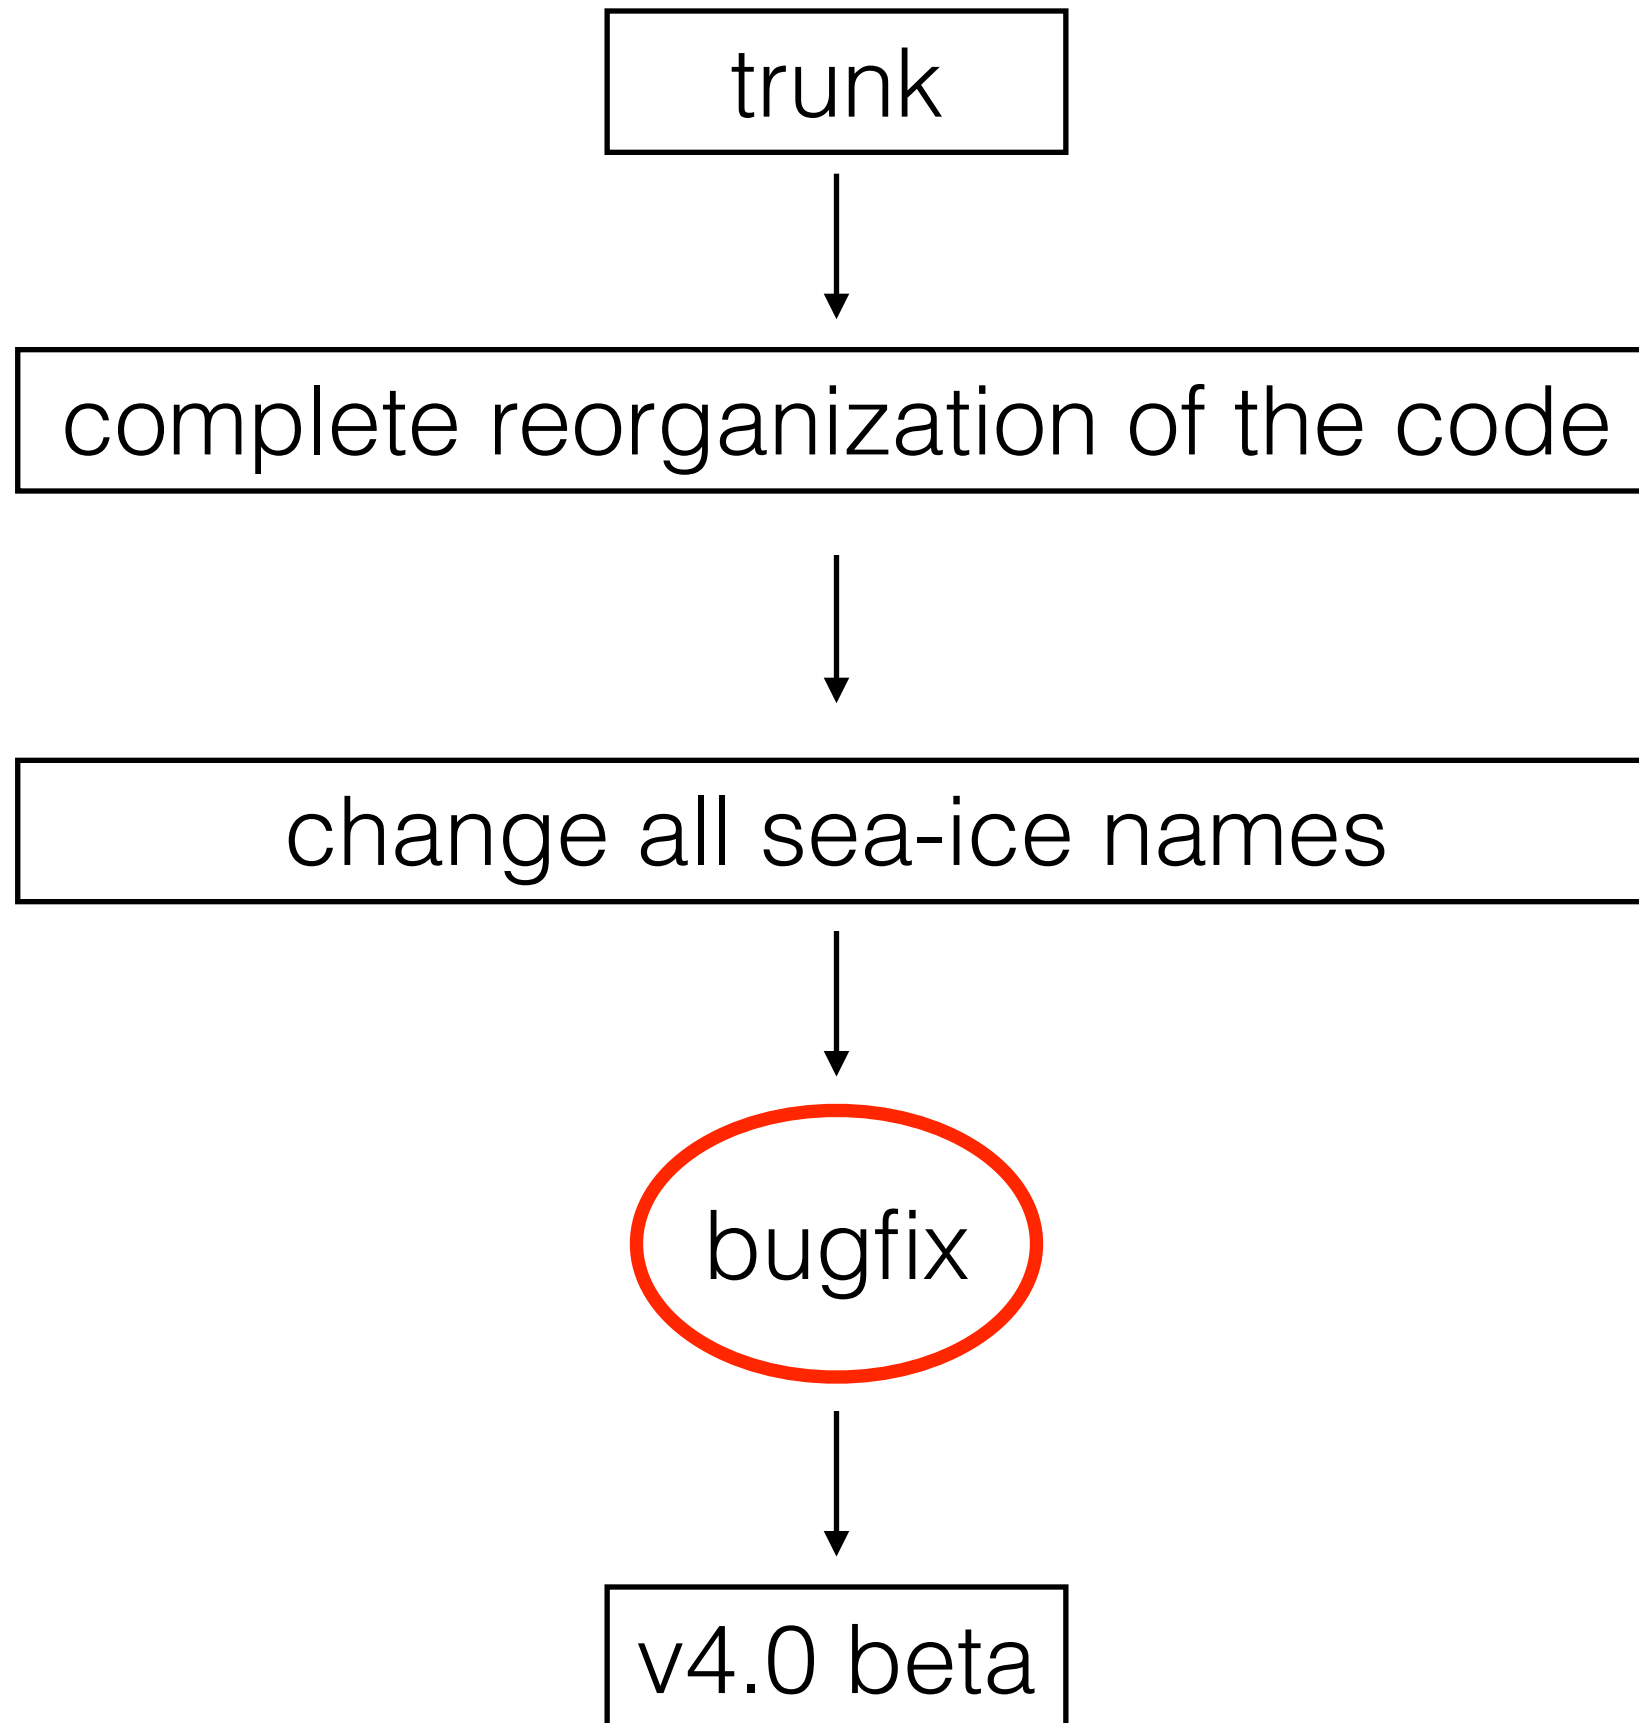 trunk
complete reorganization of the code
change all sea-ice names
bugfix
v4.0 beta